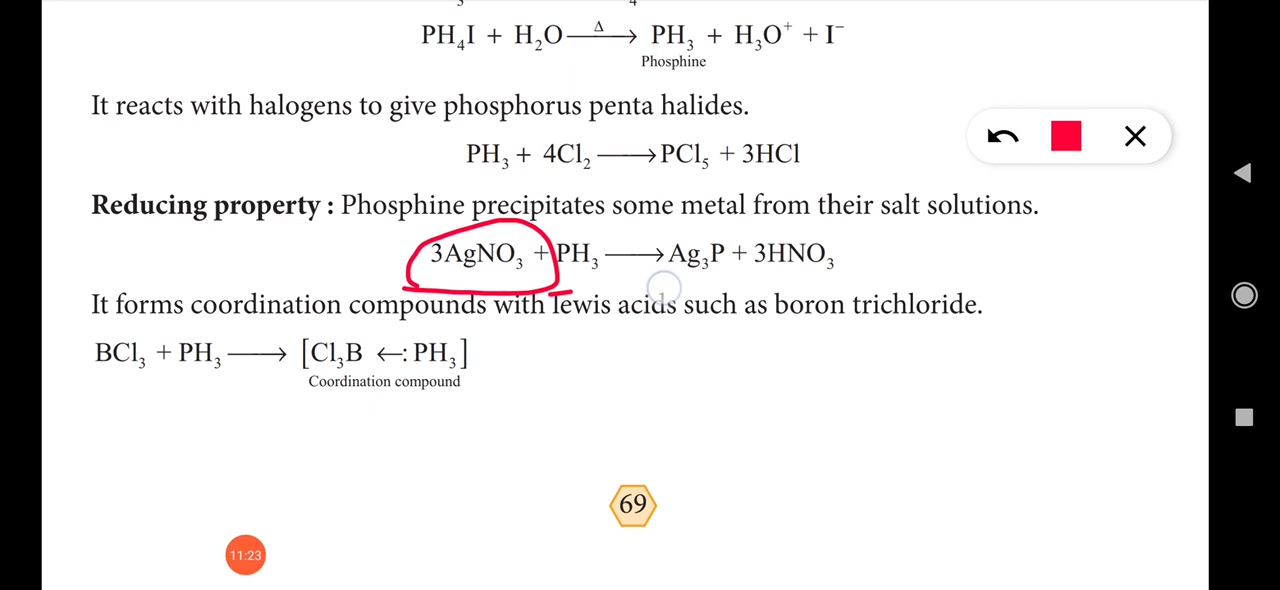 PH₄I + H₂O —Δ→ PH₃ + H₃O⁺ + I⁻
Phosphine
It reacts with halogens to give phosphorus penta halides.
PH₃ + 4Cl₂ ⟶ PCl₅ + 3HCl
Reducing property : Phosphine precipitates some metal from their salt solutions.
3AgNO₃ + PH₃ ⟶ Ag₃P + 3HNO₃
It forms coordination compounds with lewis acids such as boron trichloride.
BCl₃ + PH₃ ⟶ [Cl₃B ←: PH₃]
Coordination compound
69
11:23